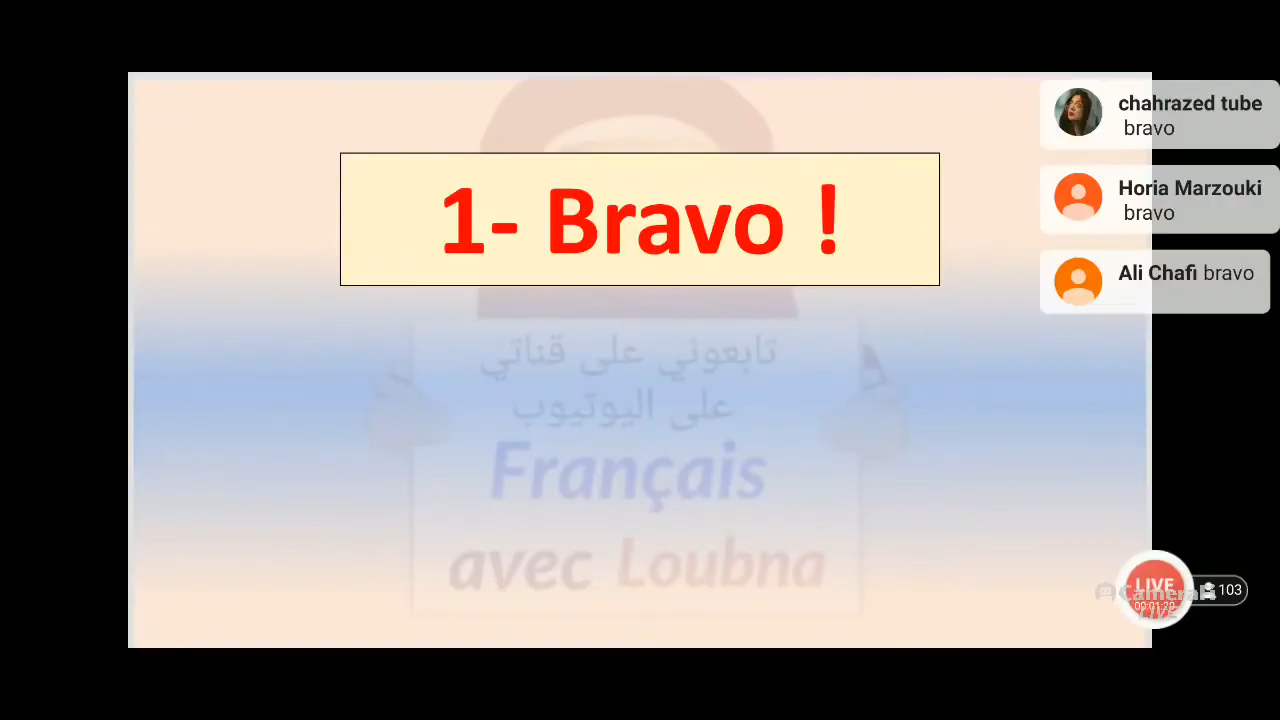 1- Bravo !
تابعوني على قناتي
على اليوتيوب
Français
avec Loubna
chahrazed tube
bravo
Horia Marzouki
bravo
Ali Chafi bravo
LIVE
103
LIVE